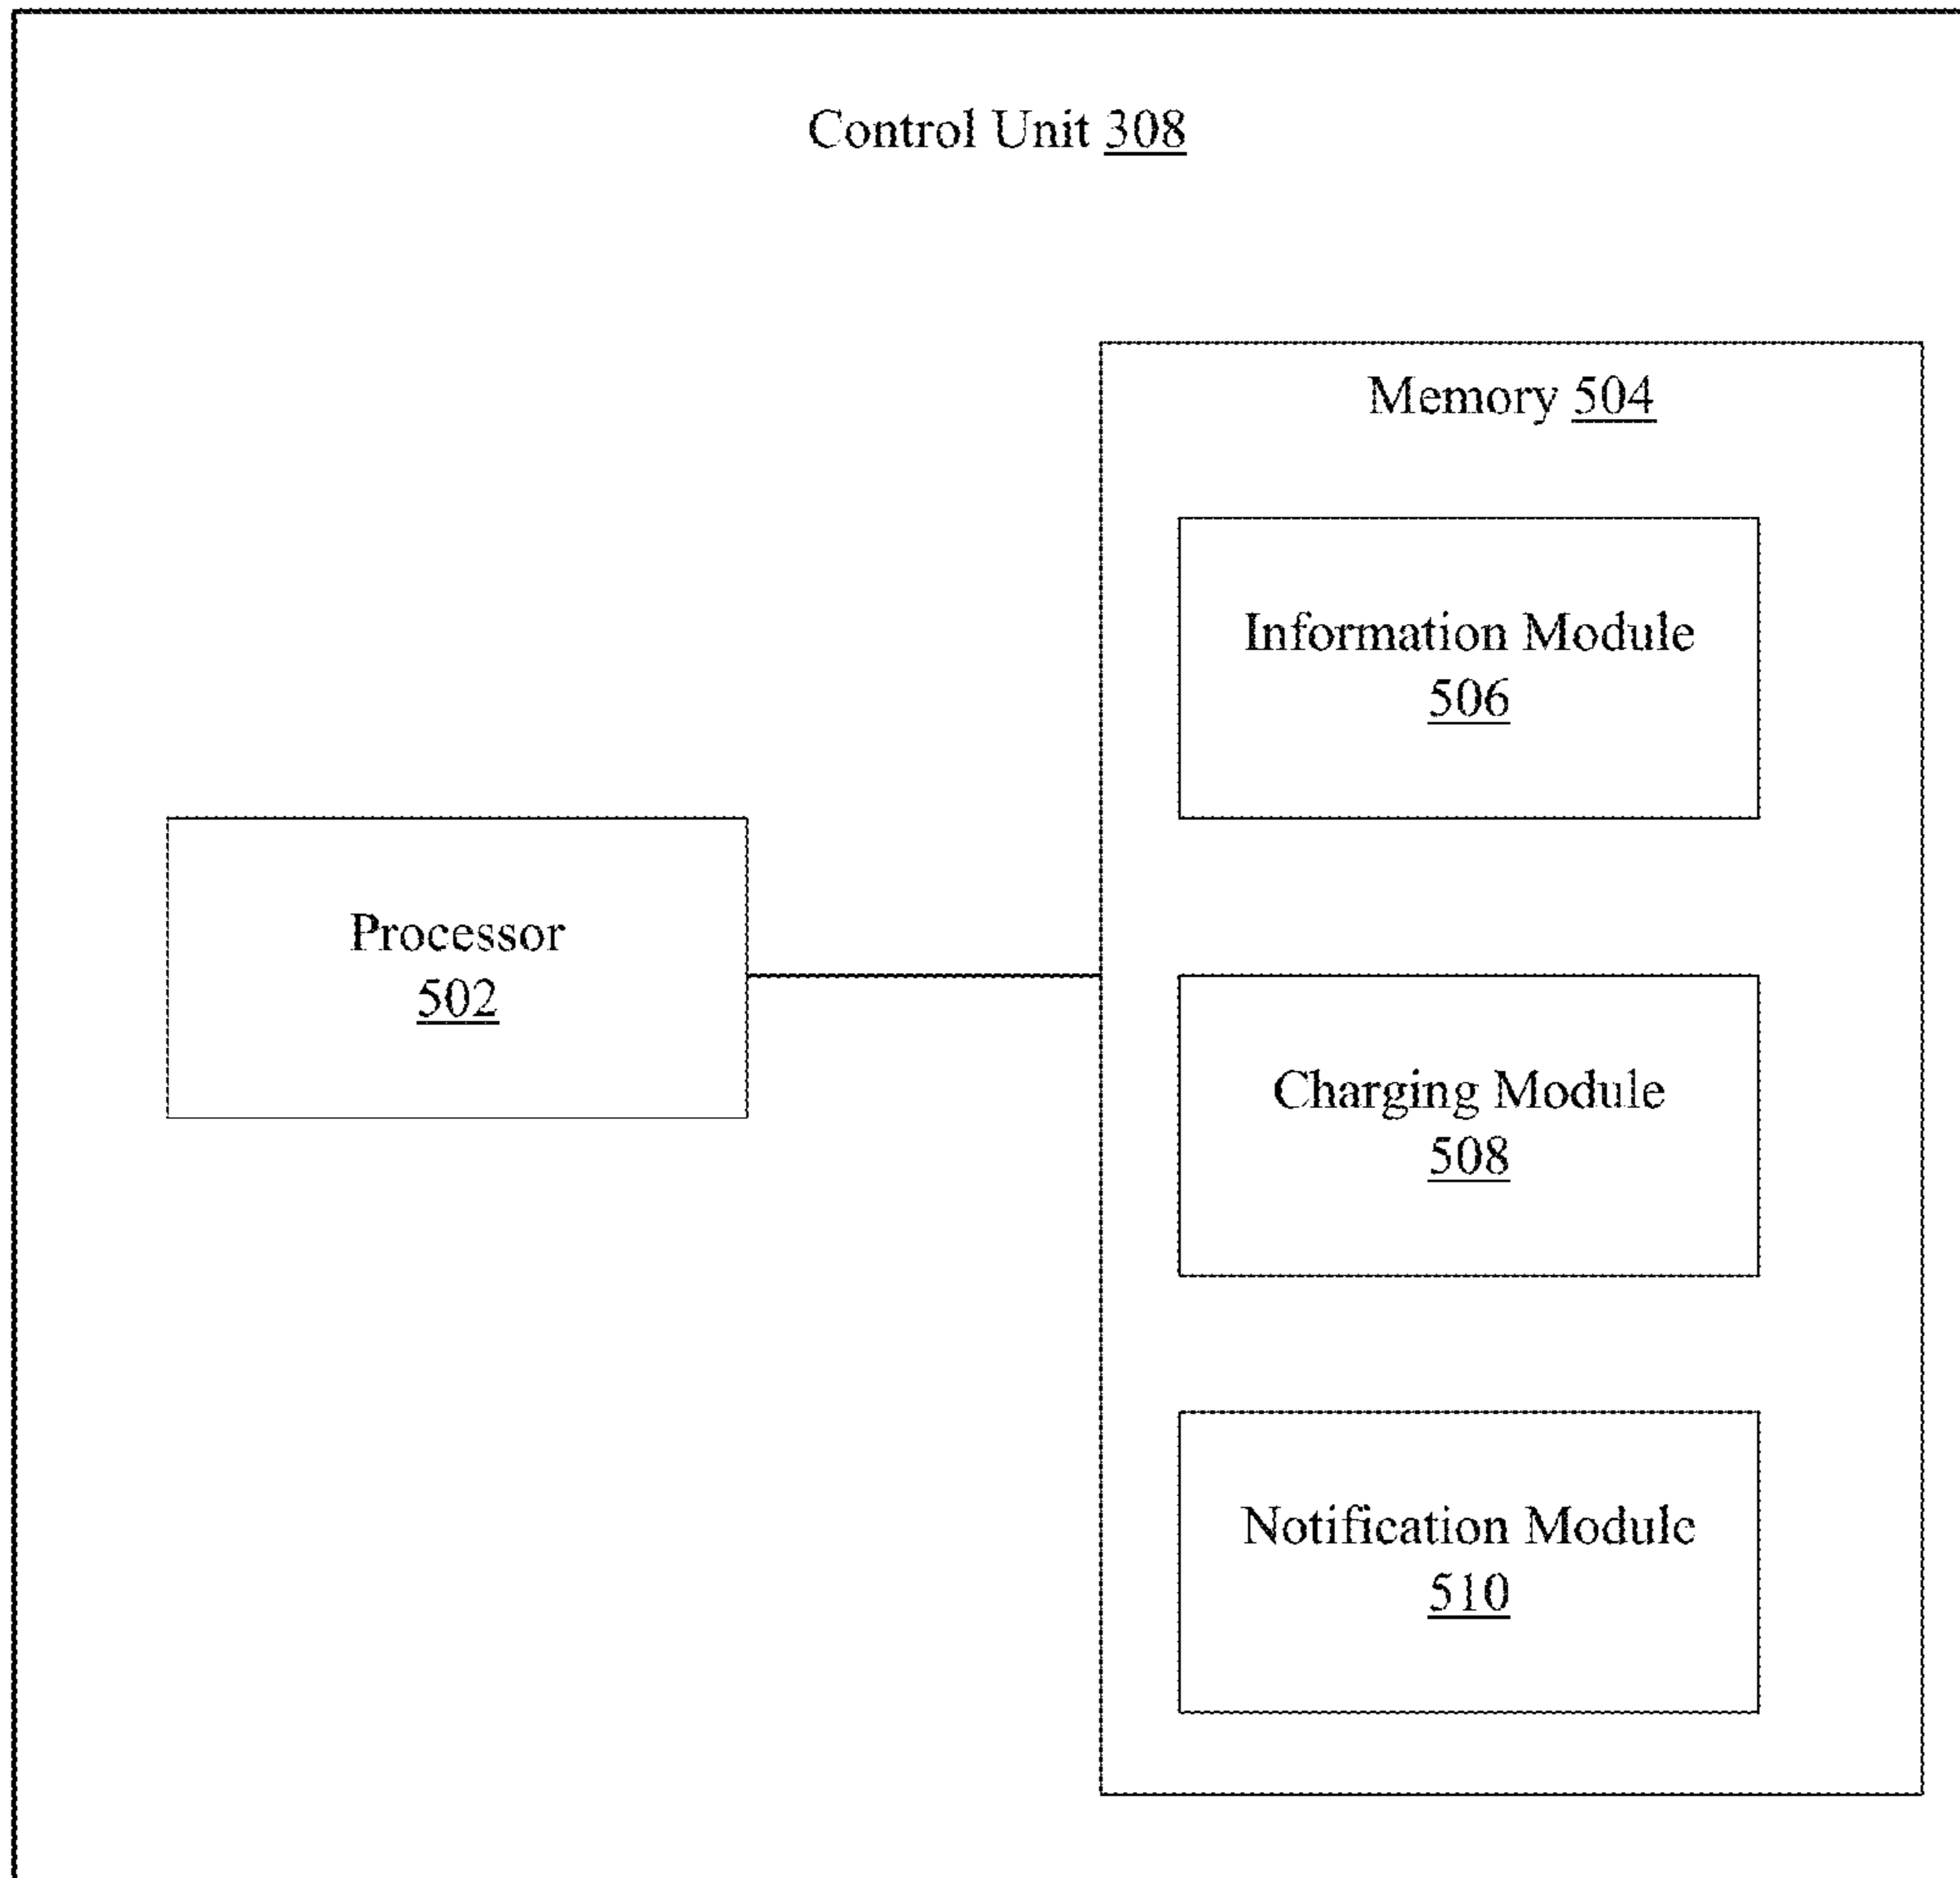 Control Unit 308
Memory 504
Information Module
506
Processor
502
Charging Module
508
Notification Module
510